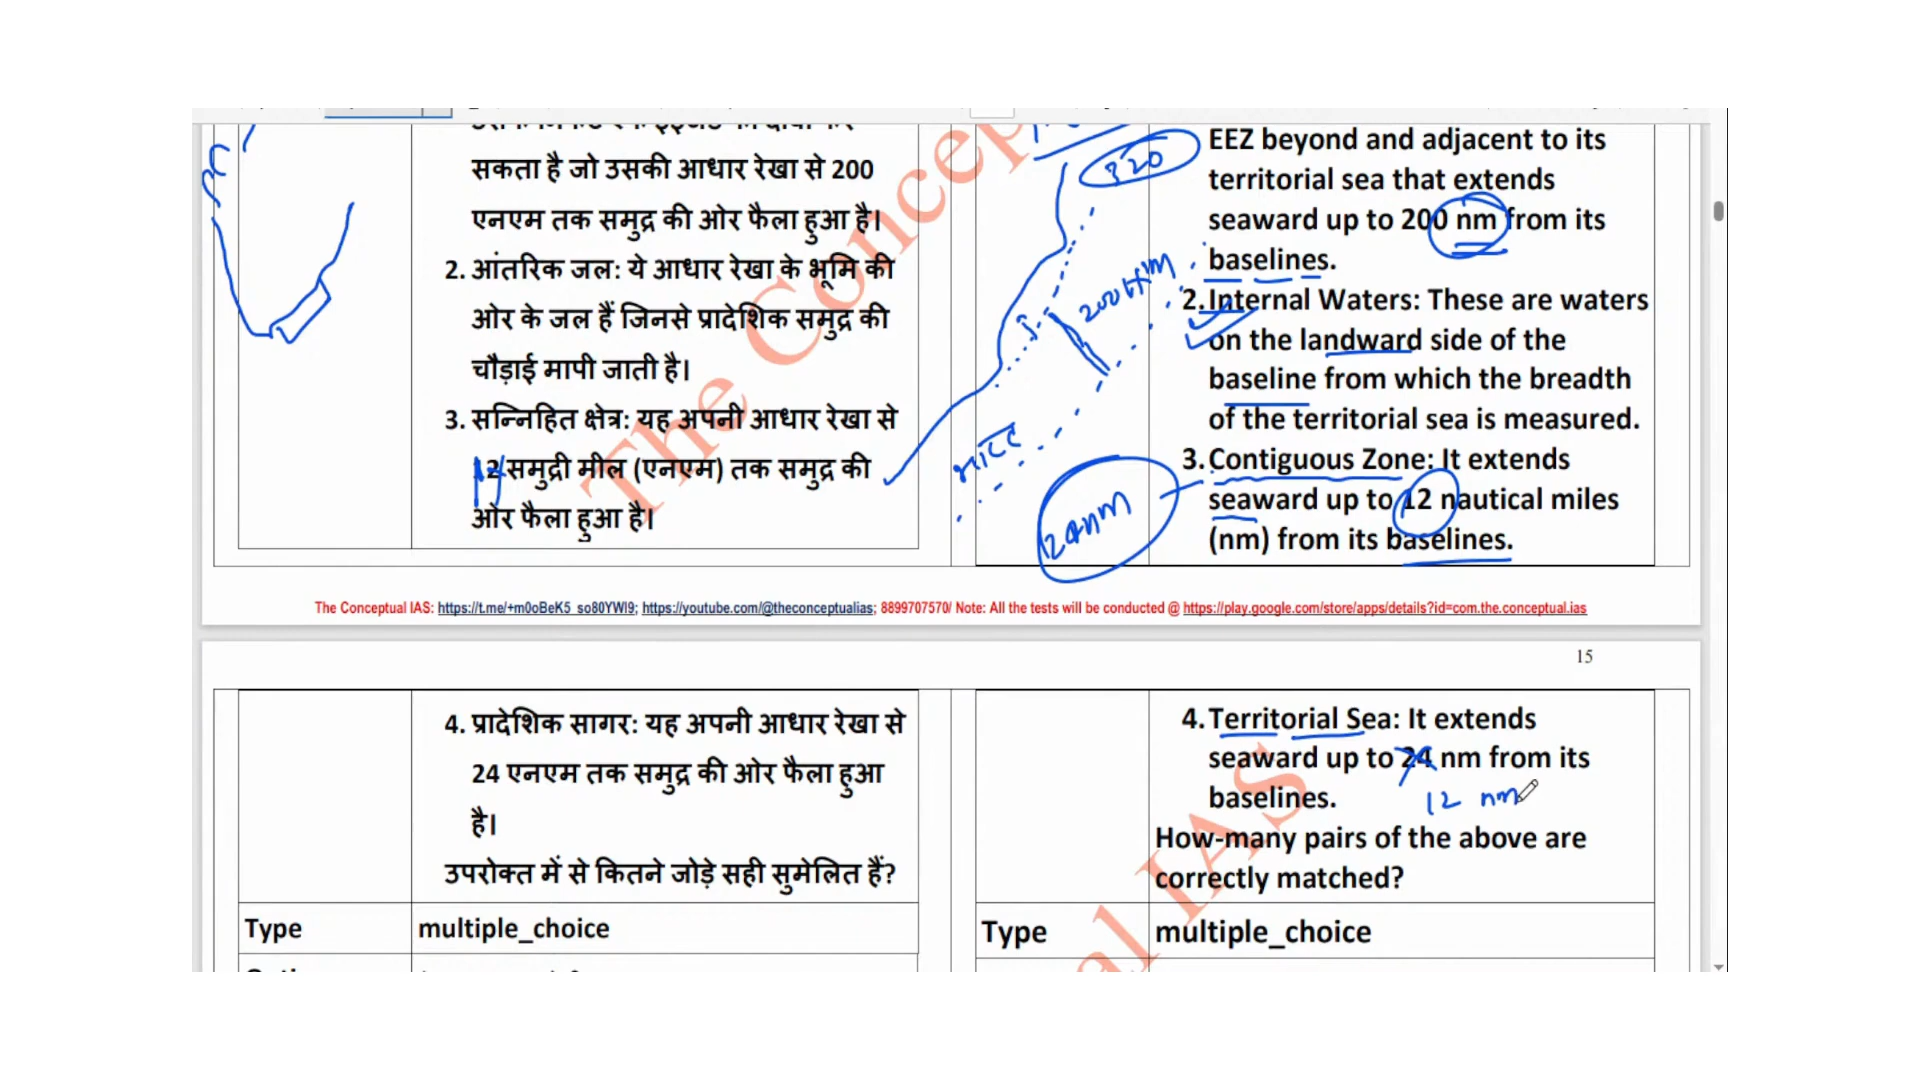 सकता है जो उसकी आधार रेखा से 200
एनएम तक समुद्र की ओर फैला हुआ है।
2. आंतरिक जल: ये आधार रेखा के भूमि की
ओर के जल हैं जिनसे प्रादेशिक समुद्र की
चौड़ाई मापी जाती है।
3. सन्निहित क्षेत्र: यह अपनी आधार रेखा से
12 समुद्री मील (एनएम) तक समुद्र की
ओर फैला हुआ है।
320
200
24nm
EEZ beyond and adjacent to its
territorial sea that extends
seaward up to 200 nm from its
baselines.
2. Internal Waters: These are waters
on the landward side of the
baseline from which the breadth
of the territorial sea is measured.
3. Contiguous Zone: It extends
seaward up to 12 nautical miles
(nm) from its baselines.
The Conceptual IAS: https://t.me/+m0oBeK5_so80YWI9; https://youtube.com/@theconceptualias; 8899707570/ Note: All the tests will be conducted @ https://play.google.com/store/apps/details?id=com.the.conceptual.ias
15
4. प्रादेशिक सागर: यह अपनी आधार रेखा से
24 एनएम तक समुद्र की ओर फैला हुआ
है।
उपरोक्त में से कितने जोड़े सही सुमेलित हैं?
Type multiple_choice
4. Territorial Sea: It extends
seaward up to 24 nm from its
baselines.
12 nm
How-many pairs of the above are
correctly matched?
Type multiple_choice
The Concep
al IAS